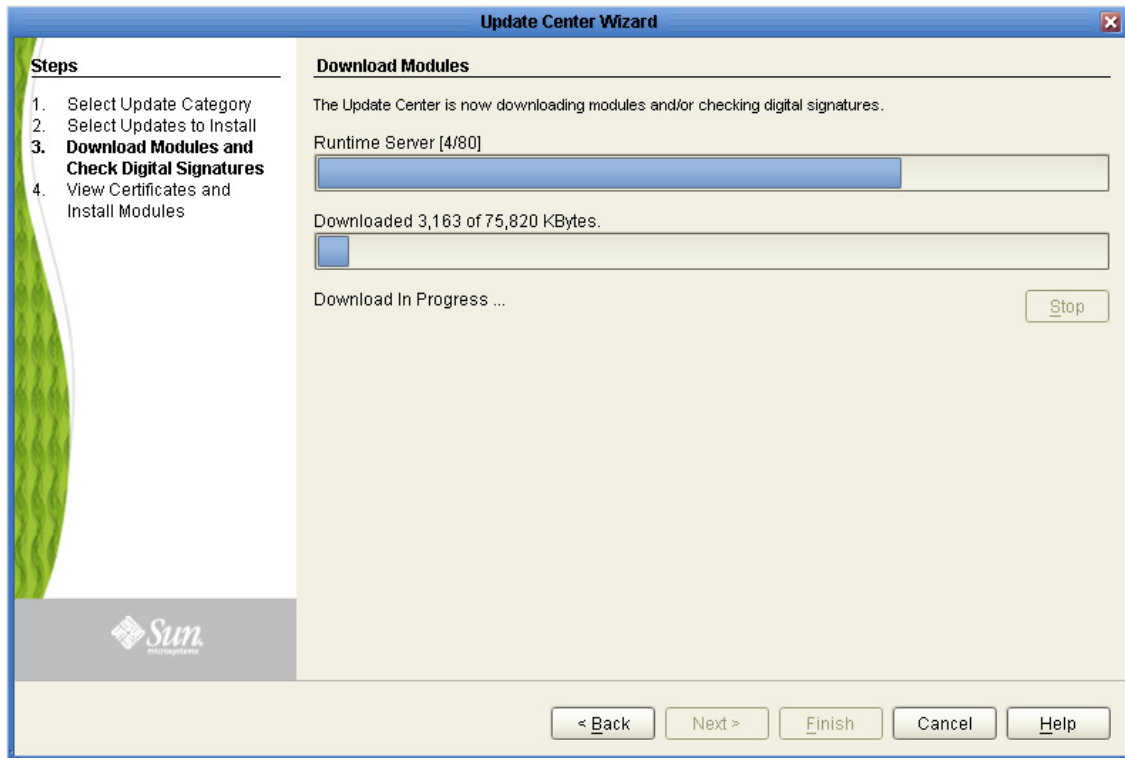 Update Center Wizard
Steps
1. Select Update Category
2. Select Updates to Install
3. Download Modules and
Check Digital Signatures
4. View Certificates and
Install Modules
Sun
microsystems
Download Modules
The Update Center is now downloading modules and/or checking digital signatures.
Runtime Server [4/80]
Downloaded 3,163 of 75,820 KBytes.
Download In Progress ...
Stop
< Back
Next >
Finish
Cancel
Help